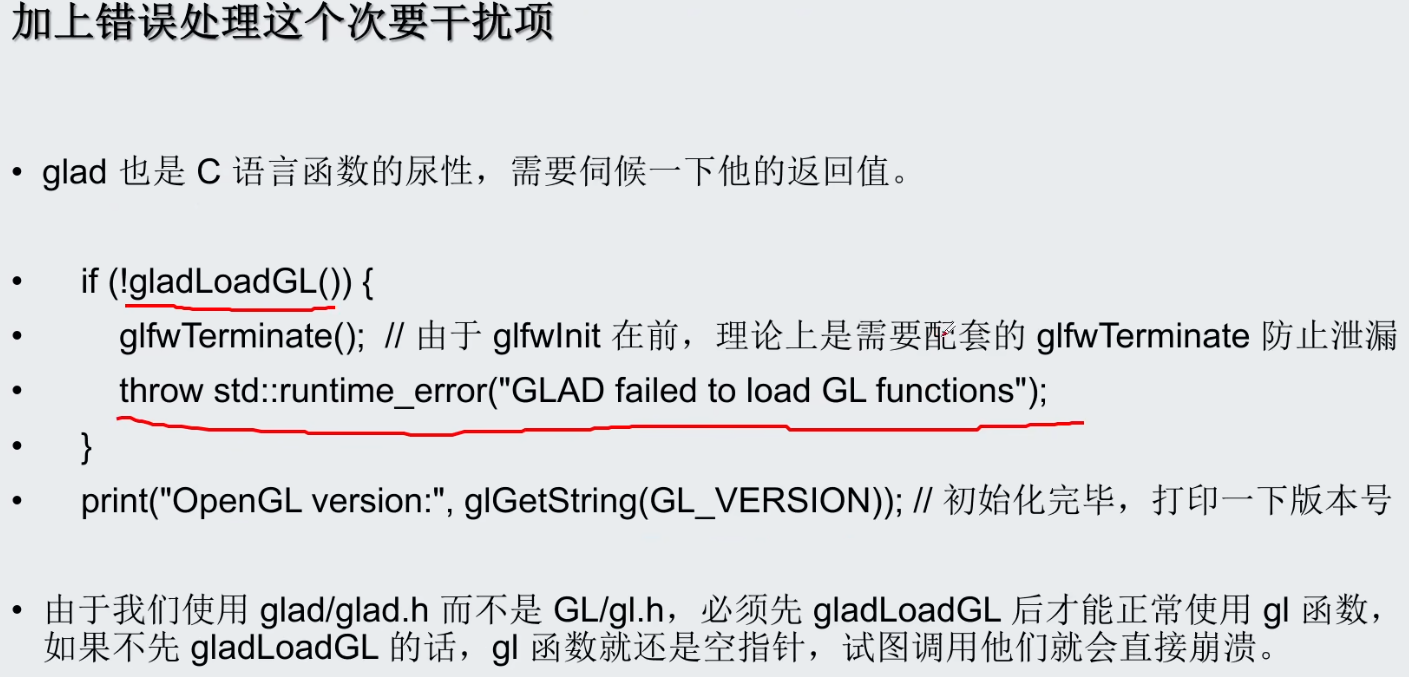 加上错误处理这个次要干扰项
• glad 也是 C 语言函数的尿性，需要伺候一下他的返回值。
• if (!gladLoadGL()) {
• glfwTerminate(); // 由于 glfwInit 在前，理论上是需要配套的 glfwTerminate 防止泄漏
• throw std::runtime_error("GLAD failed to load GL functions");
• }
• print("OpenGL version:", glGetString(GL_VERSION)); // 初始化完毕，打印一下版本号
• 由于我们使用 glad/glad.h 而不是 GL/gl.h，必须先 gladLoadGL 后才能正常使用 gl 函数，
如果不先 gladLoadGL 的话，gl 函数就还是空指针，试图调用他们就会直接崩溃。